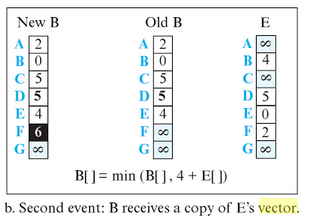 New B Old B E
A 2 A 2 A ∞
B 0 B 0 B 4
C 5 C 5 C ∞
D 5 D 5 D 5
E 4 E 4 E 0
F 6 F ∞ F 2
G ∞ G ∞ G ∞
B[ ] = min (B[ ] , 4 + E[ ])
b. Second event: B receives a copy of E's vector.